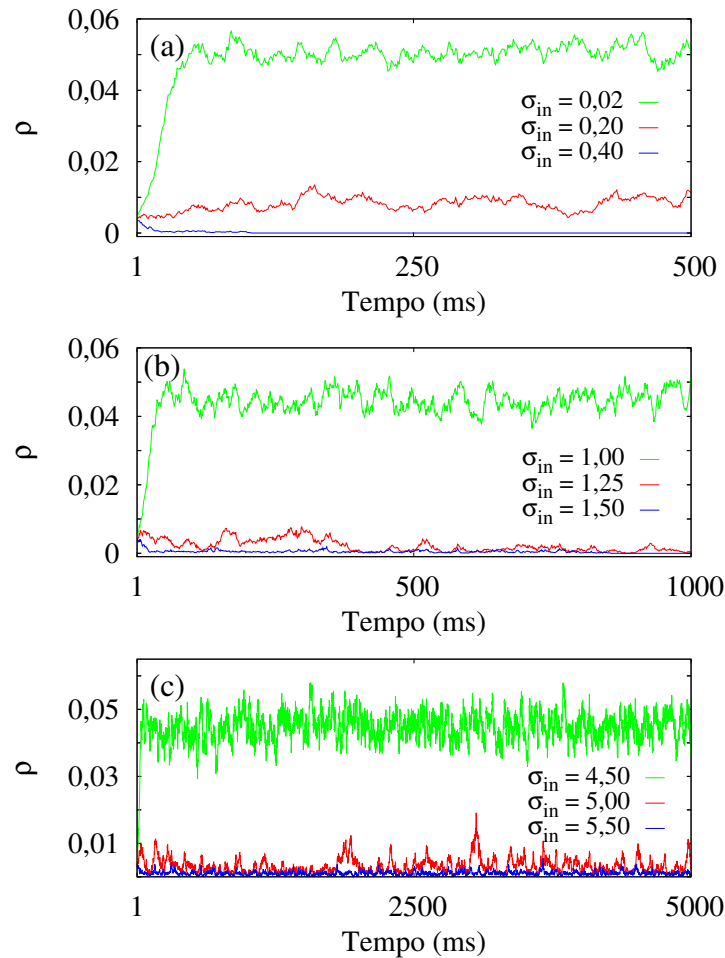 0,06
(a)
0,04
σin = 0,02
σin = 0,20
σin = 0,40
ρ
0,02
0
1 250 500
Tempo (ms)
0,06
(b)
0,04
σin = 1,00
σin = 1,25
σin = 1,50
ρ
0,02
0
1 500 1000
Tempo (ms)
(c)
0,05
0,03
σin = 4,50
σin = 5,00
σin = 5,50
ρ
0,01
1 2500 5000
Tempo (ms)